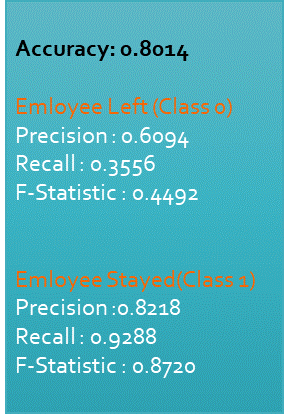 Accuracy: 0.8014
Emloyee Left (Class 0)
Precision : 0.6094
Recall : 0.3556
F-Statistic : 0.4492
Emloyee Stayed(Class 1)
Precision :0.8218
Recall : 0.9288
F-Statistic : 0.8720